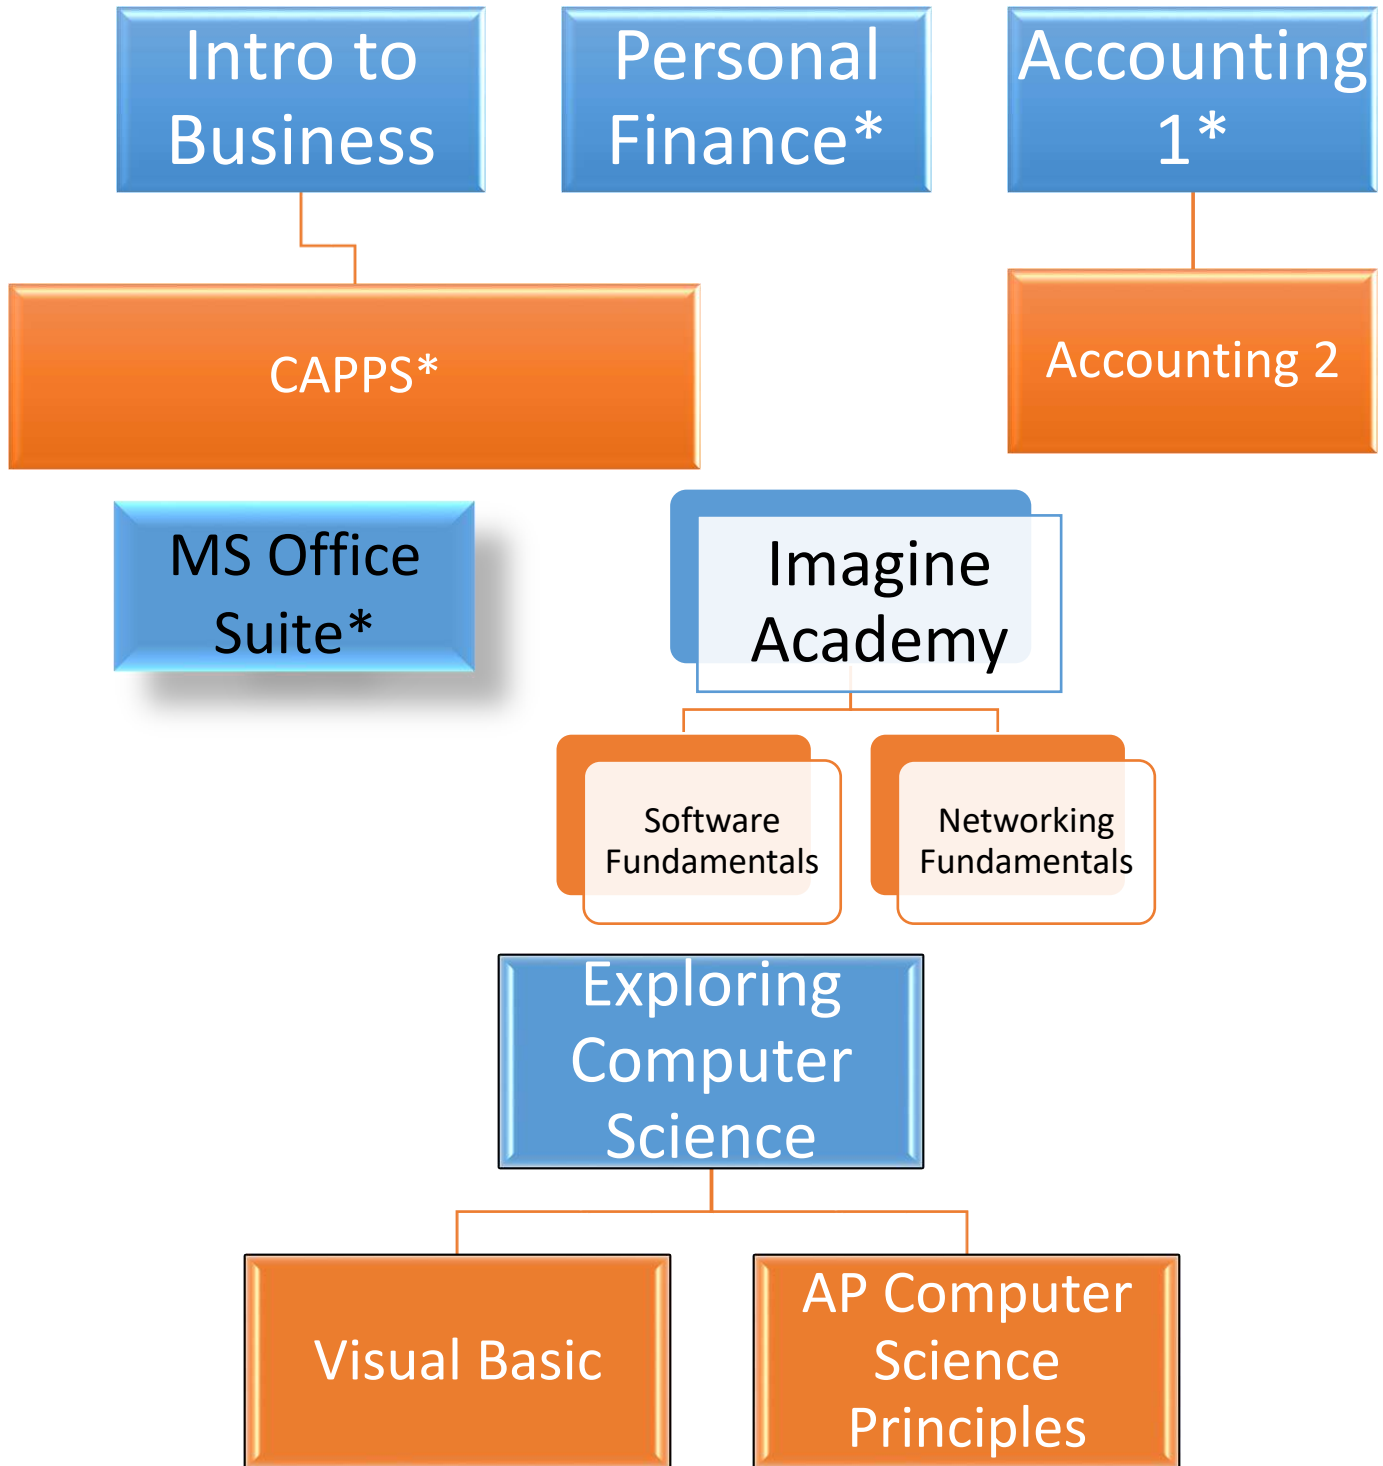 Intro to
Business
Personal
Finance*
Accounting
1*
CAPPS*
Accounting 2
MS Office
Suite*
Imagine
Academy
Software
Fundamentals
Networking
Fundamentals
Exploring
Computer
Science
Visual Basic
AP Computer
Science
Principles